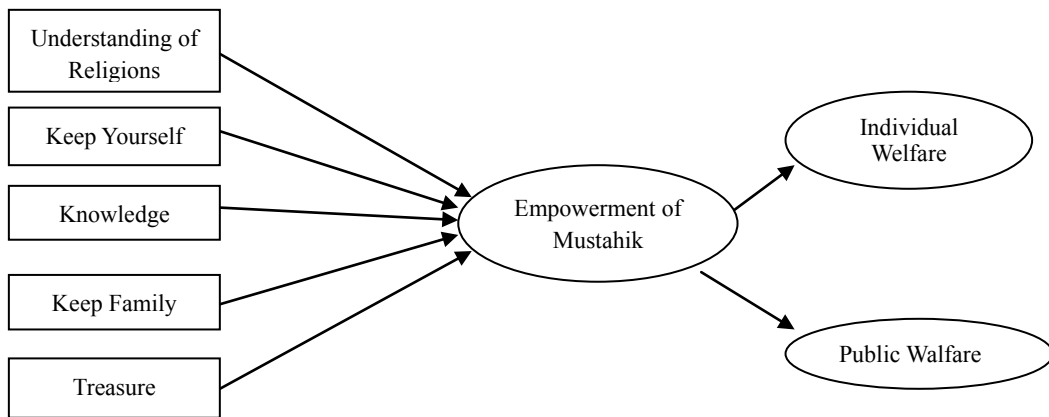 Understanding of
Religions
Keep Yourself
Knowledge
Keep Family
Treasure
Empowerment of
Mustahik
Individual
Welfare
Public Walfare